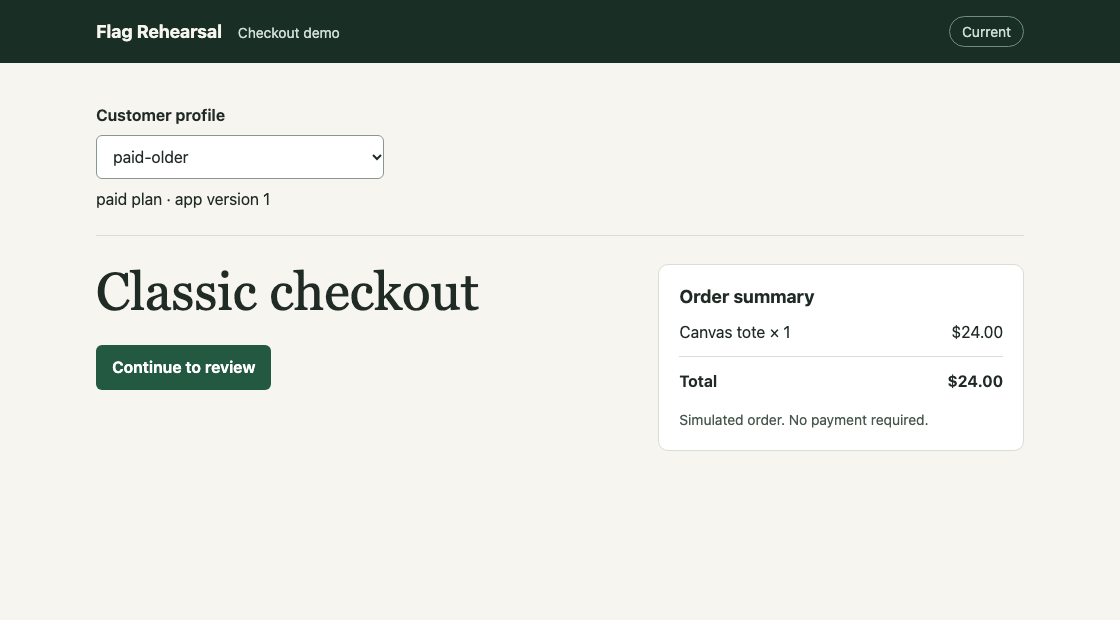 Flag Rehearsal Checkout demo Current
Customer profile
paid-older
paid plan · app version 1
Classic checkout
Continue to review
Order summary
Canvas tote × 1 $24.00
Total $24.00
Simulated order. No payment required.